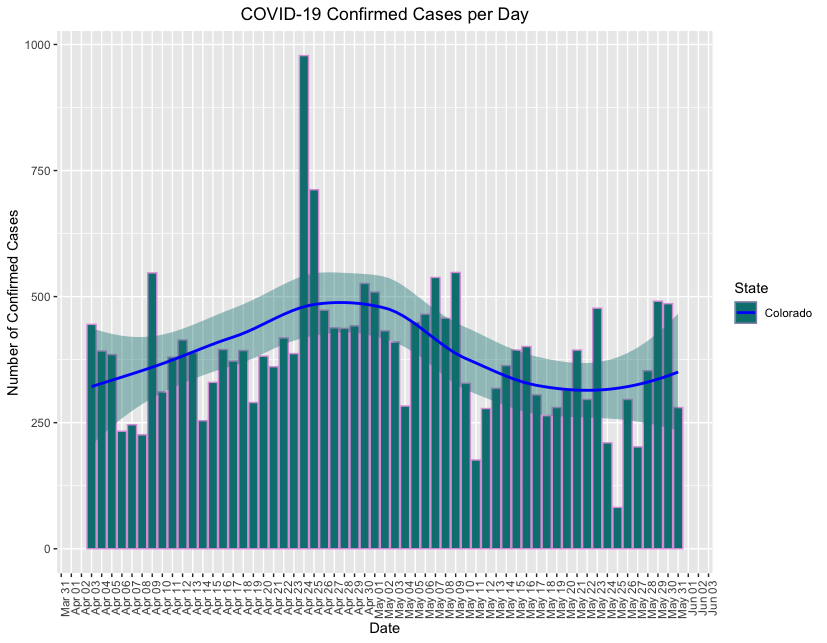 COVID-19 Confirmed Cases per Day
Number of Confirmed Cases
1000
750
500
250
0
Mar 31
Apr 01
Apr 02
Apr 03
Apr 04
Apr 05
Apr 06
Apr 07
Apr 08
Apr 09
Apr 10
Apr 11
Apr 12
Apr 13
Apr 14
Apr 15
Apr 16
Apr 17
Apr 18
Apr 19
Apr 20
Apr 21
Apr 22
Apr 23
Apr 24
Apr 25
Apr 26
Apr 27
Apr 28
Apr 29
Apr 30
May 01
May 02
May 03
May 04
May 05
May 06
May 07
May 08
May 09
May 10
May 11
May 12
May 13
May 14
May 15
May 16
May 17
May 18
May 19
May 20
May 21
May 22
May 23
May 24
May 25
May 26
May 27
May 28
May 29
May 30
May 31
Jun 01
Jun 02
Jun 03
Date
State
Colorado